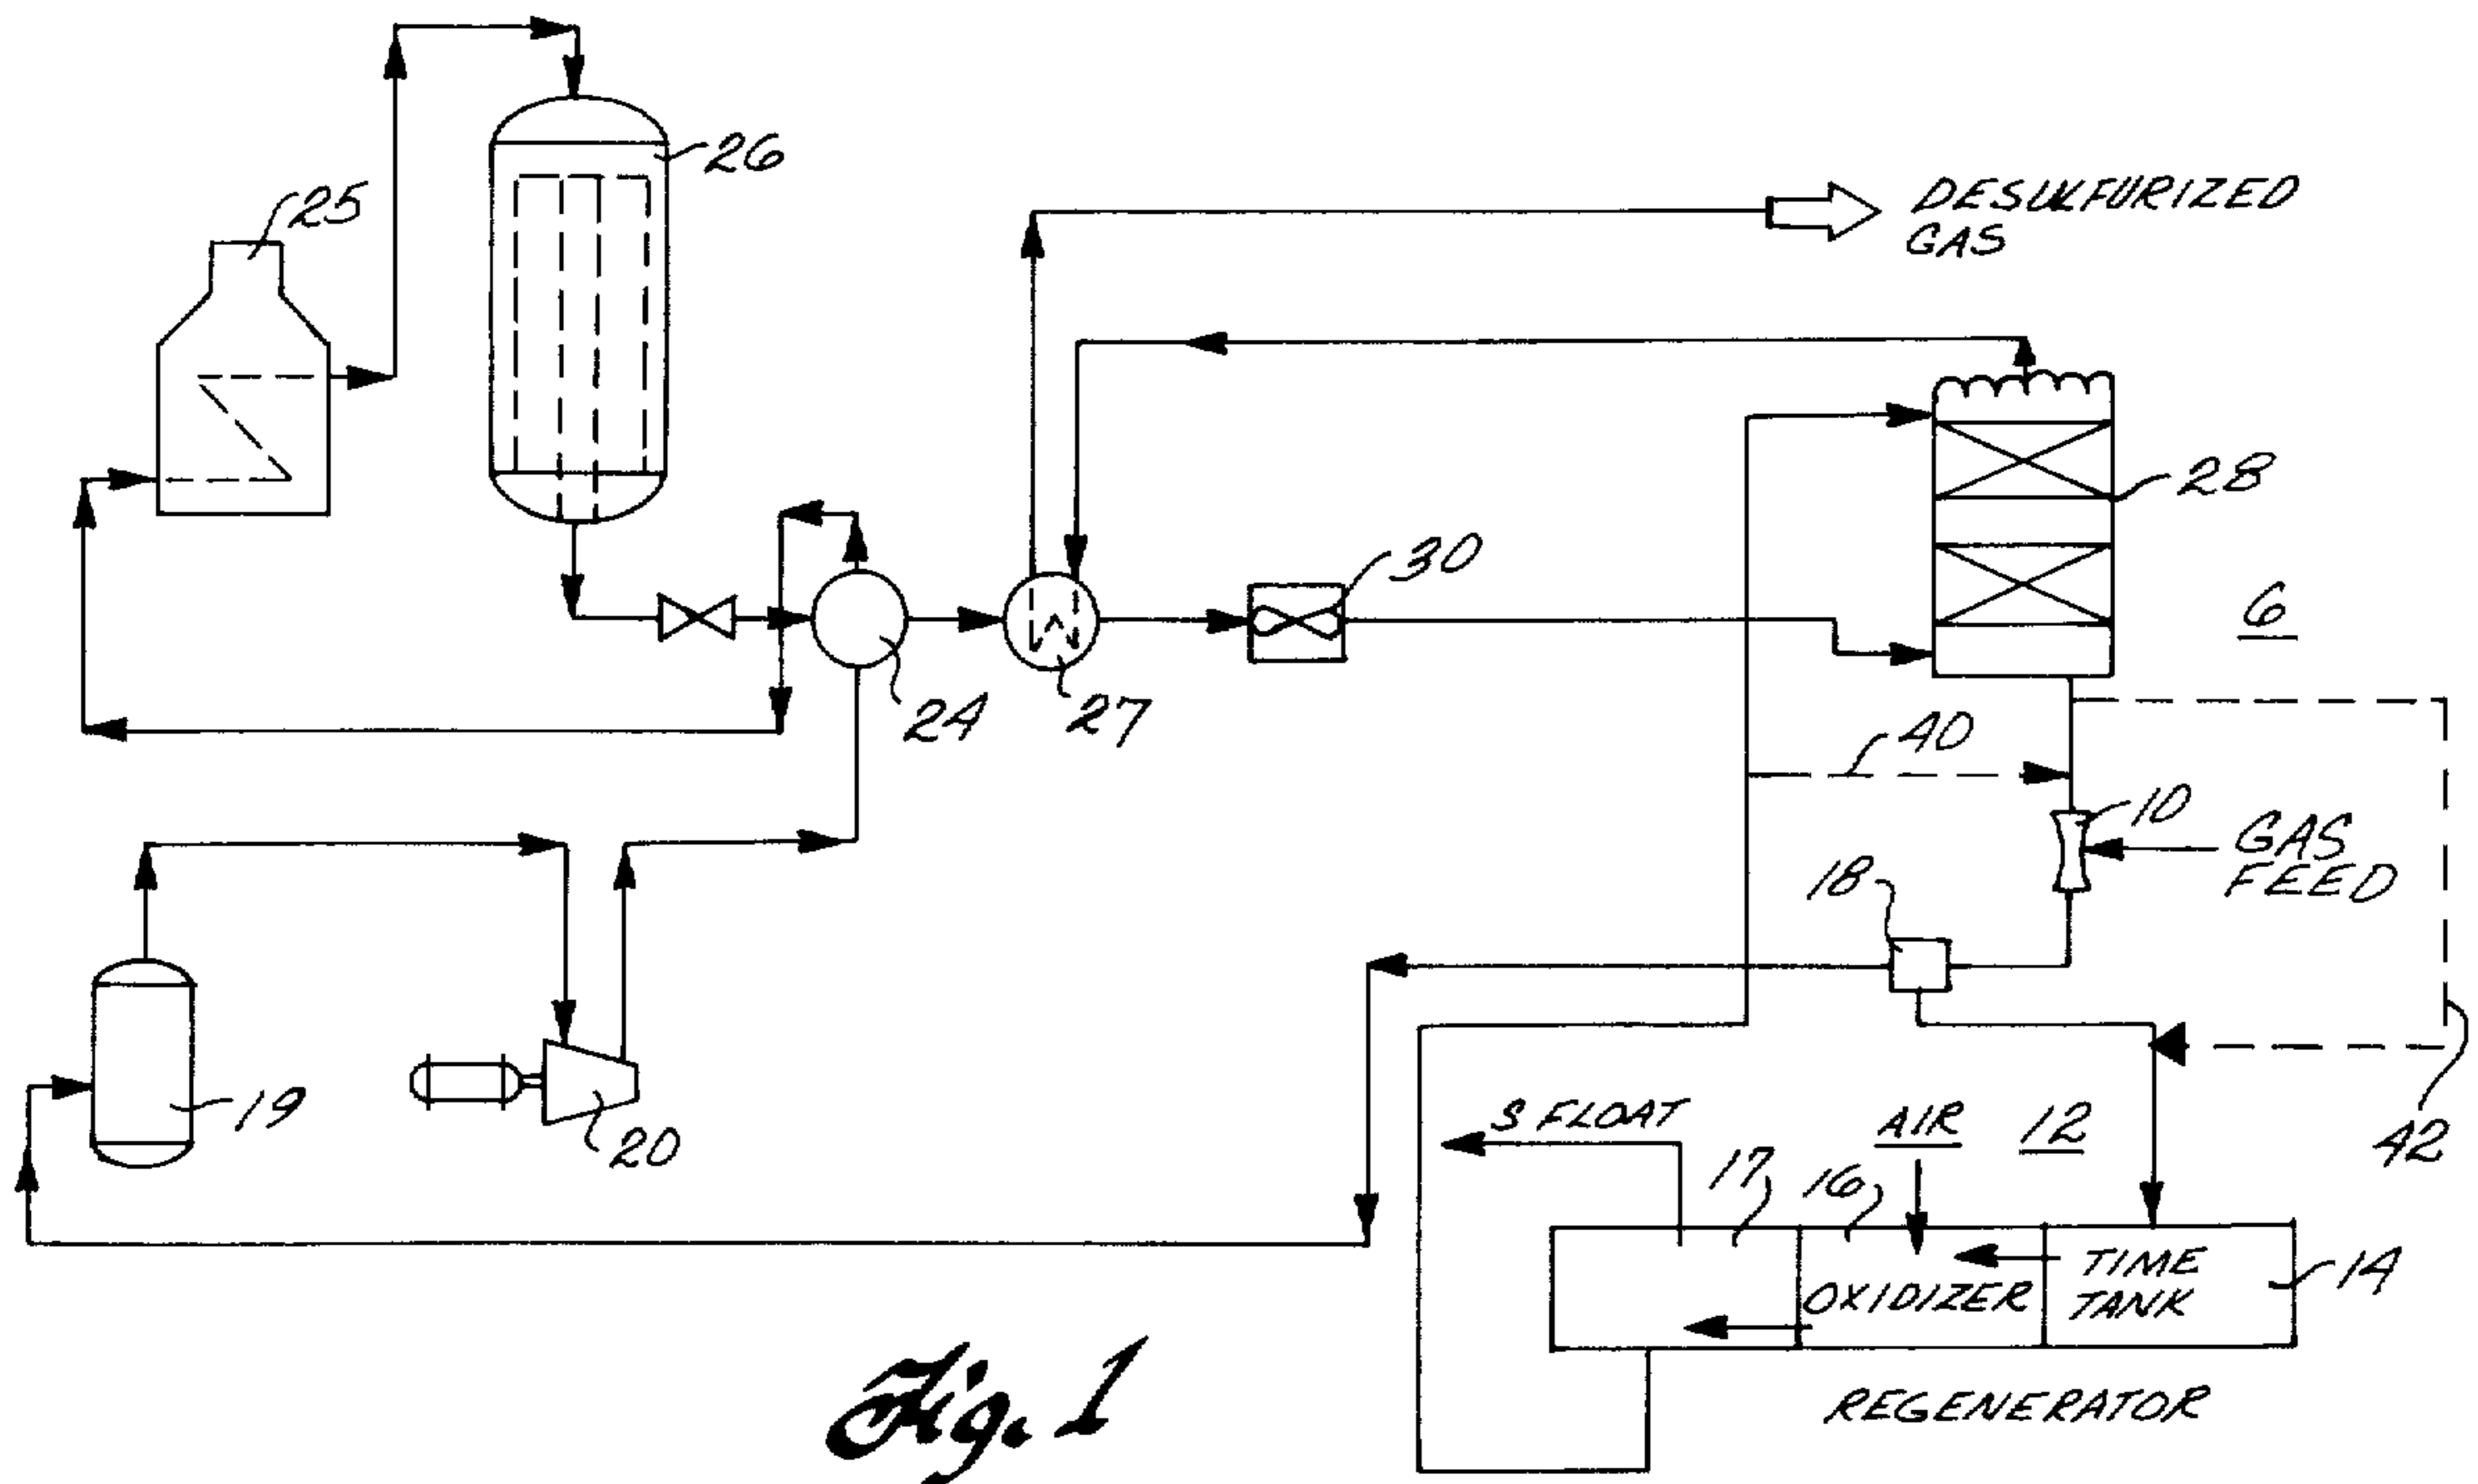 26
25
DESULFURIZED
GAS
28
30
6
24
27
40
10
GAS
FEED
18
19
20
S FLOAT
AIR
12
42
17
16
TIME
TANK
14
OXIDIZER
REGENERATOR
Fig. 1